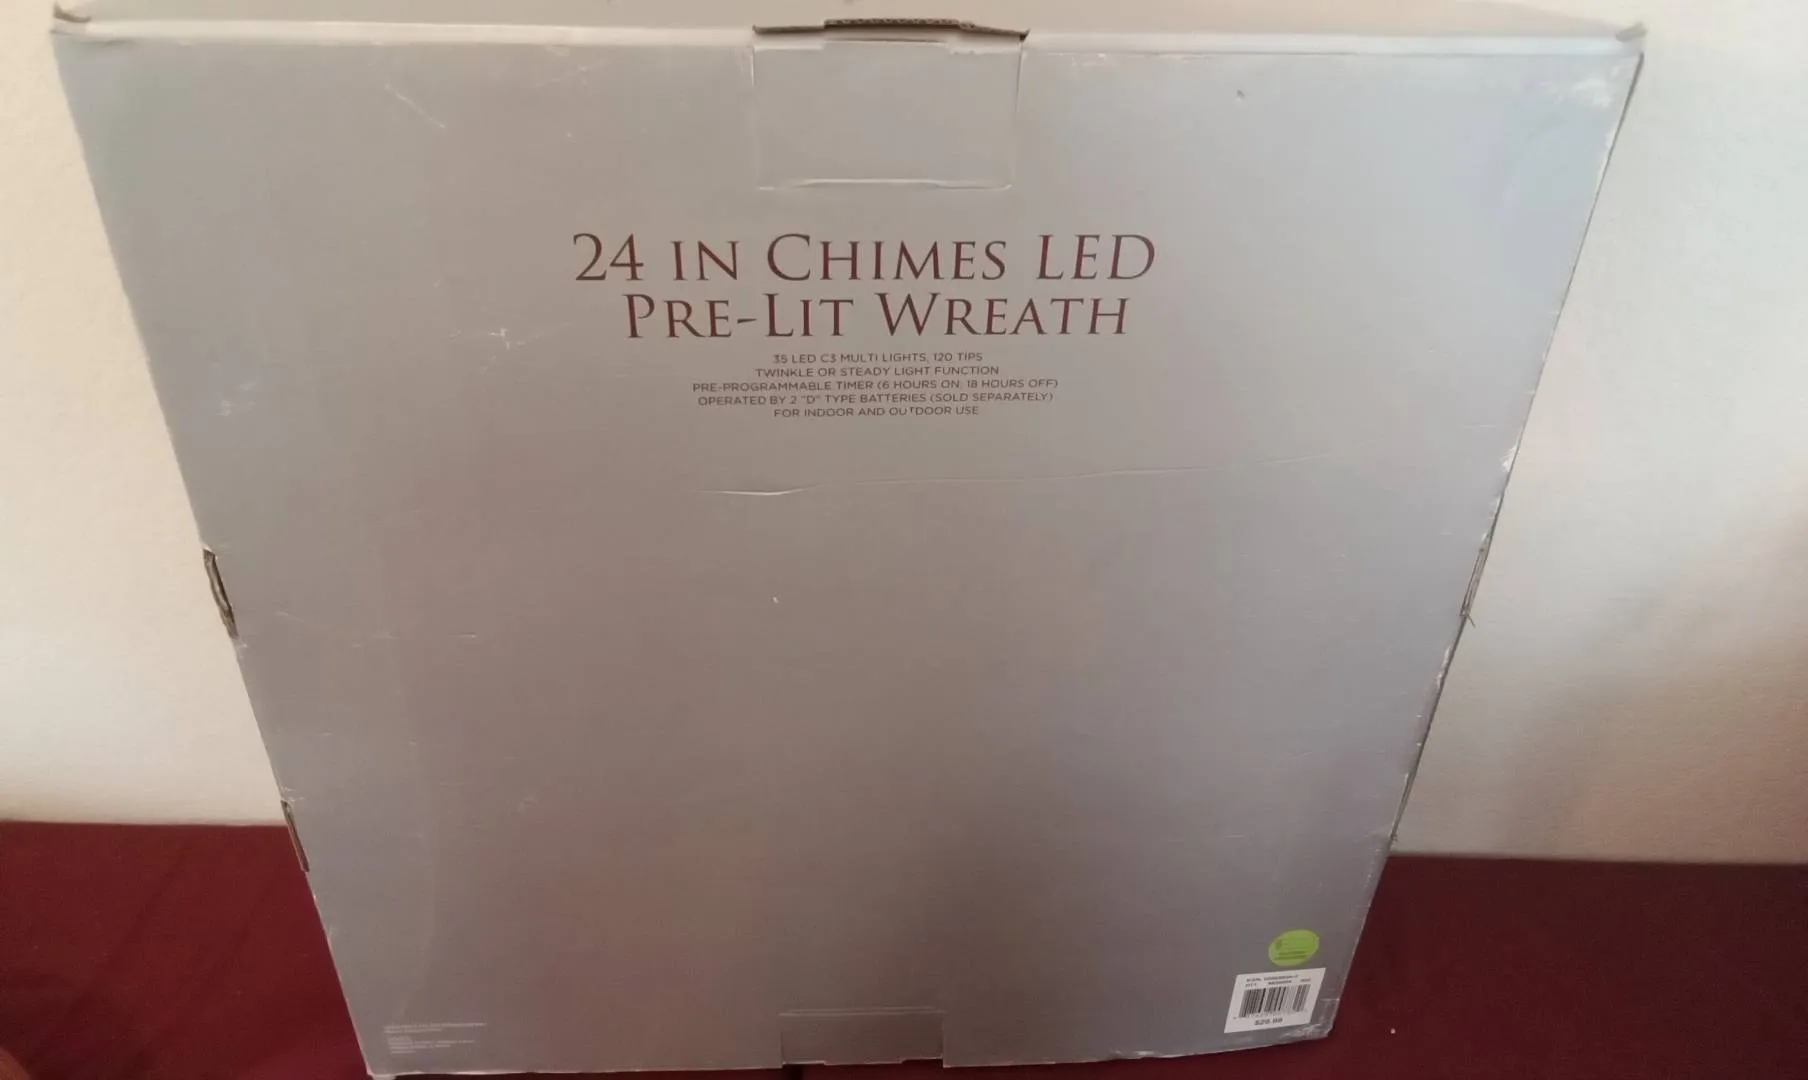 24 IN CHIMES LED
PRE-LIT WREATH
35 LED C3 MULTI LIGHTS, 120 TIPS
TWINKLE OR STEADY LIGHT FUNCTION
PRE-PROGRAMMABLE TIMER (6 HOURS ON; 18 HOURS OFF)
OPERATED BY 2 "D" TYPE BATTERIES (SOLD SEPARATELY)
FOR INDOOR AND OUTDOOR USE
$29.99